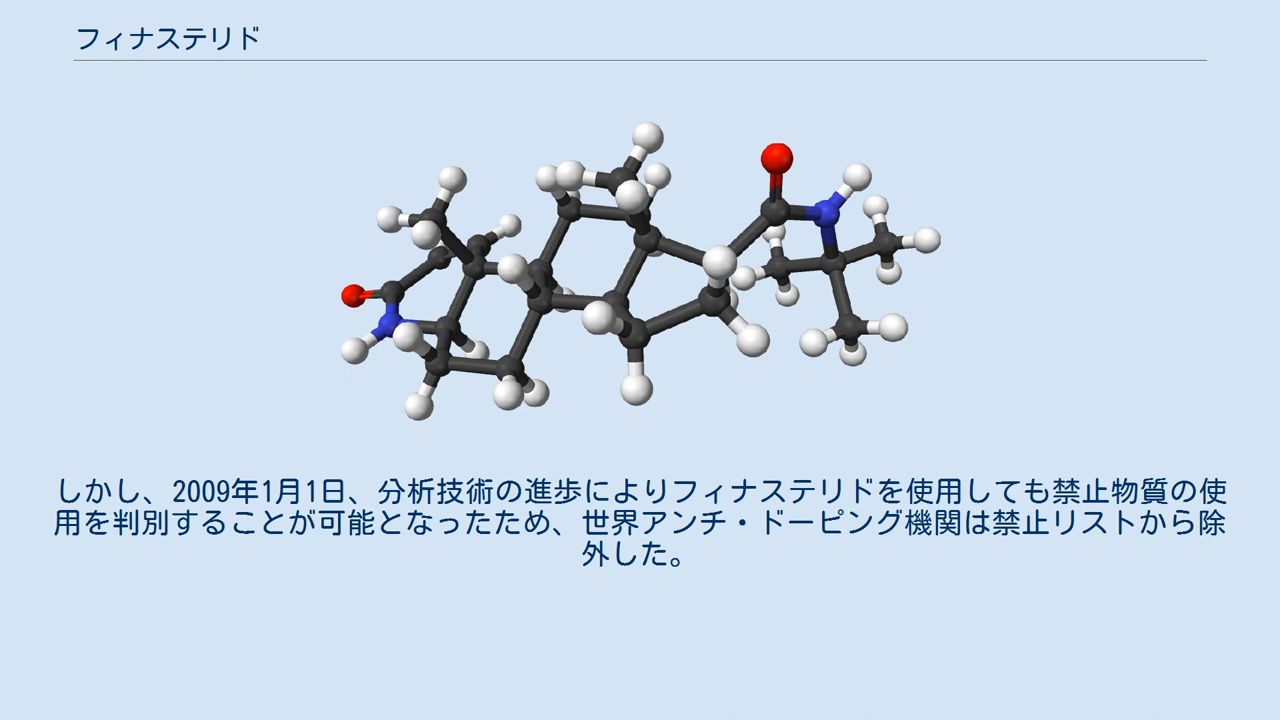 フィナステリド
しかし、2009年1月1日、分析技術の進歩によりフィナステリドを使用しても禁止物質の使
用を判別することが可能となったため、世界アンチ・ドーピング機関は禁止リストから除
外した。